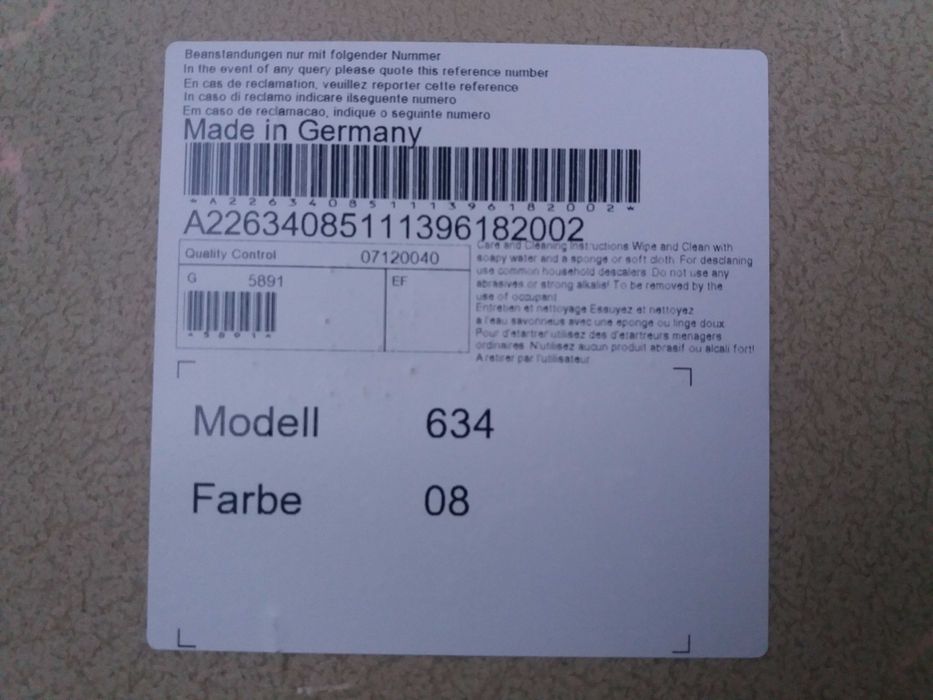 Beanstandungen nur mit folgender Nummer
In the event of any query please quote this reference number
En cas de reclamation, veuillez reporter cette reference
In caso di reclamo indicare ilseguente numero
Em caso de reclamacao, indique o seguinte numero
Made in Germany
*A22634085111396182002*
A22634085111396182002
Quality Control 07120040
G 5891 EF
*5891*
Care and Cleaning Instructions Wipe and Clean with
soapy water and a sponge or soft cloth. For desclaning
use common household descalers. Do not use any
abrasives or strong alkalis! To be removed by the
use of occupant
Entretien et nettoyage Essuyez et nettoyez
a l'eau savonneus avec une eponge ou linge doux
Pour d'etartrer utilisez des d'etartreurs menagers
ordinaires. N'utilisez aucun produit abrasif ou alcali fort!
A retirer par l'utilisateur
Modell 634
Farbe 08